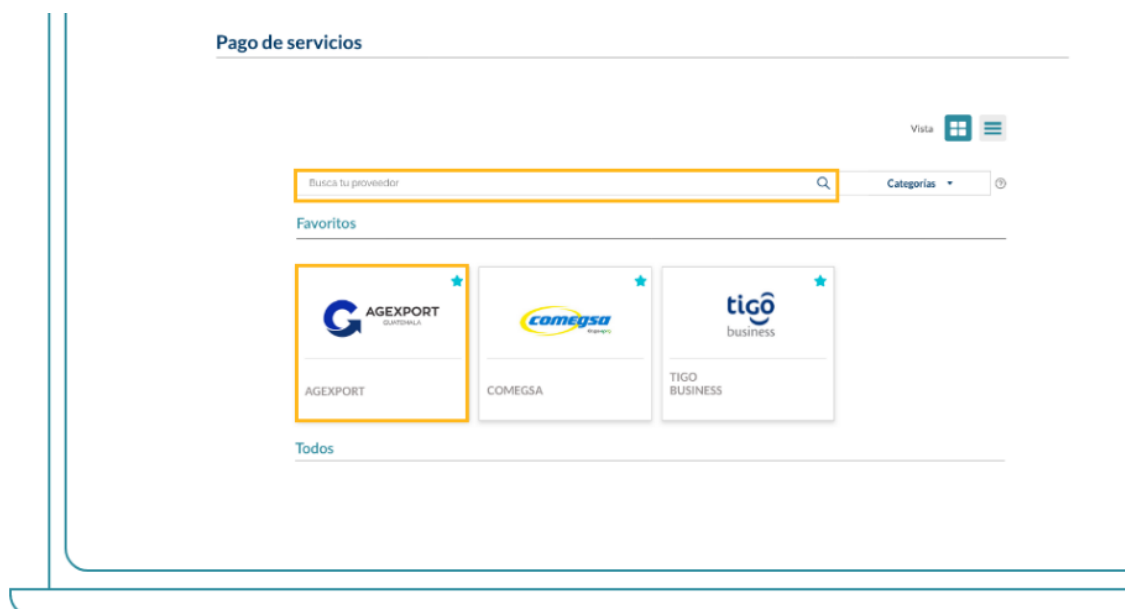 Pago de servicios
Vista
Busca tu proveedor
Categorías
Favoritos
AGEXPORT
GUATEMALA
comegsa
tigo
business
AGEXPORT
COMEGSA
TIGO
BUSINESS
Todos